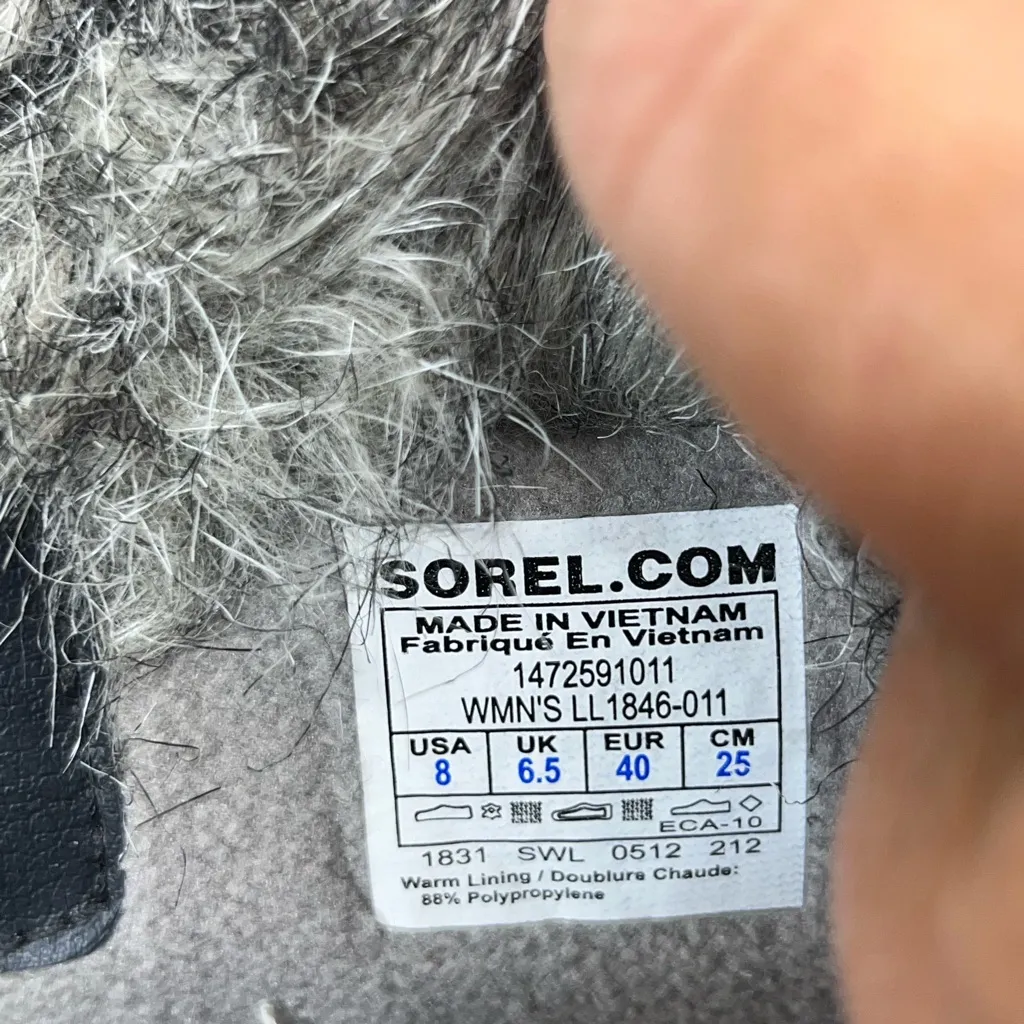 SOREL.COM
MADE IN VIETNAM
Fabriqué En Vietnam
1472591011
WMN'S LL1846-011
USA UK EUR CM
8 6.5 40 25
ECA-10
1831 SWL 0512 212
Warm Lining / Doublure Chaude:
88% Polypropylene